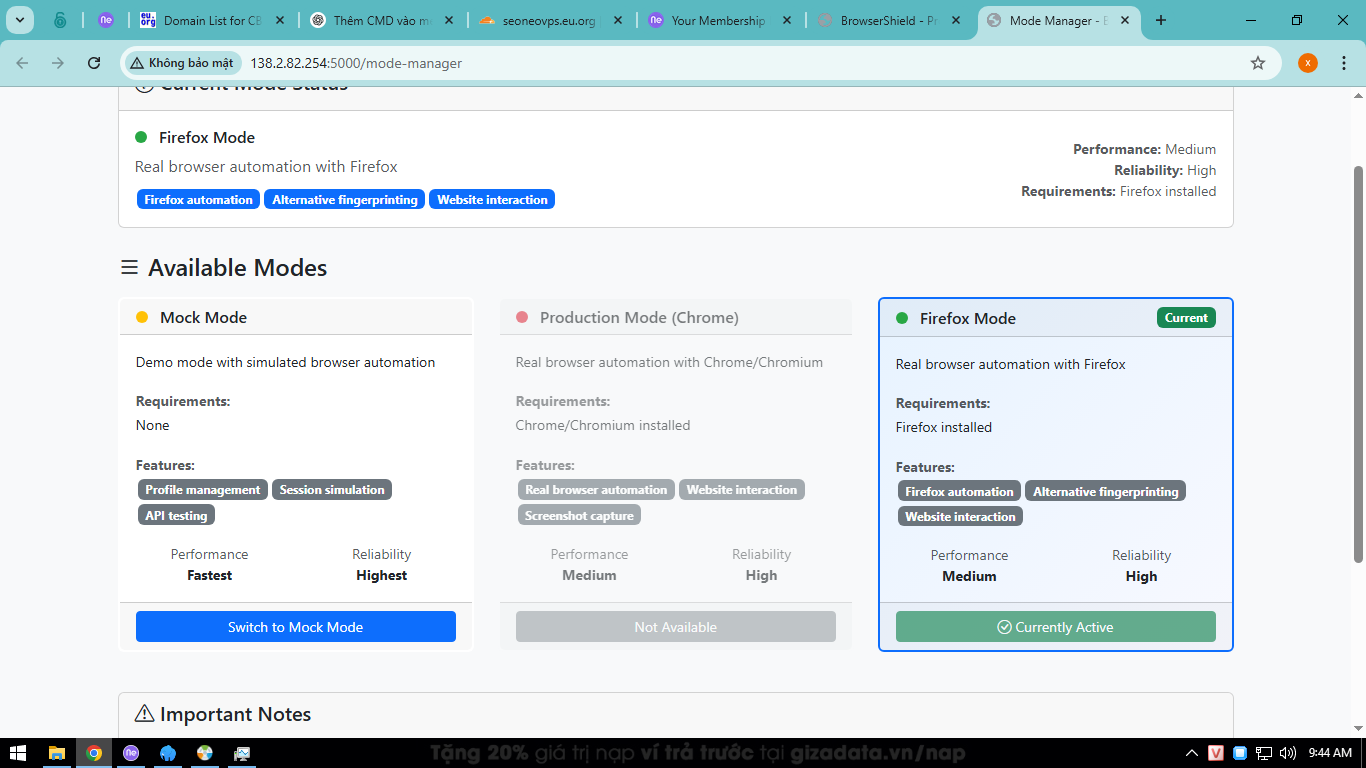 Domain List for CE
Thêm CMD vào me
seoneovps.eu.org
Your Membership
BrowserShield - Pr
Mode Manager - B
Không bảo mật
138.2.82.254:5000/mode-manager
Current Mode Status
Firefox Mode
Real browser automation with Firefox
Firefox automation Alternative fingerprinting Website interaction
Performance: Medium
Reliability: High
Requirements: Firefox installed
Available Modes
Mock Mode
Demo mode with simulated browser automation
Requirements:
None
Features:
Profile management Session simulation
API testing
Performance Reliability
Fastest Highest
Switch to Mock Mode
Production Mode (Chrome)
Real browser automation with Chrome/Chromium
Requirements:
Chrome/Chromium installed
Features:
Real browser automation Website interaction
Screenshot capture
Performance Reliability
Medium High
Not Available
Firefox Mode Current
Real browser automation with Firefox
Requirements:
Firefox installed
Features:
Firefox automation Alternative fingerprinting
Website interaction
Performance Reliability
Medium High
Currently Active
Important Notes
Tặng 20% giá trị nạp ví trả trước tại gizadata.vn/nap
9:44 AM